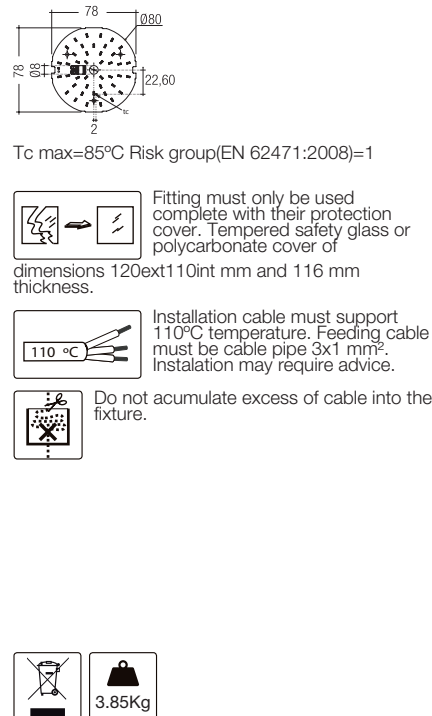 78
Ø80
78
Ø8
22,60
tc
2
Tc max=85ºC Risk group(EN 62471:2008)=1
Fitting must only be used
complete with their protection
cover. Tempered safety glass or
polycarbonate cover of
dimensions 120ext110int mm and 116 mm
thickness.
Installation cable must support
110 ºC
110ºC temperature. Feeding cable
must be cable pipe 3x1 mm².
Instalation may require advice.
Do not acumulate excess of cable into the
fixture.
3.85Kg